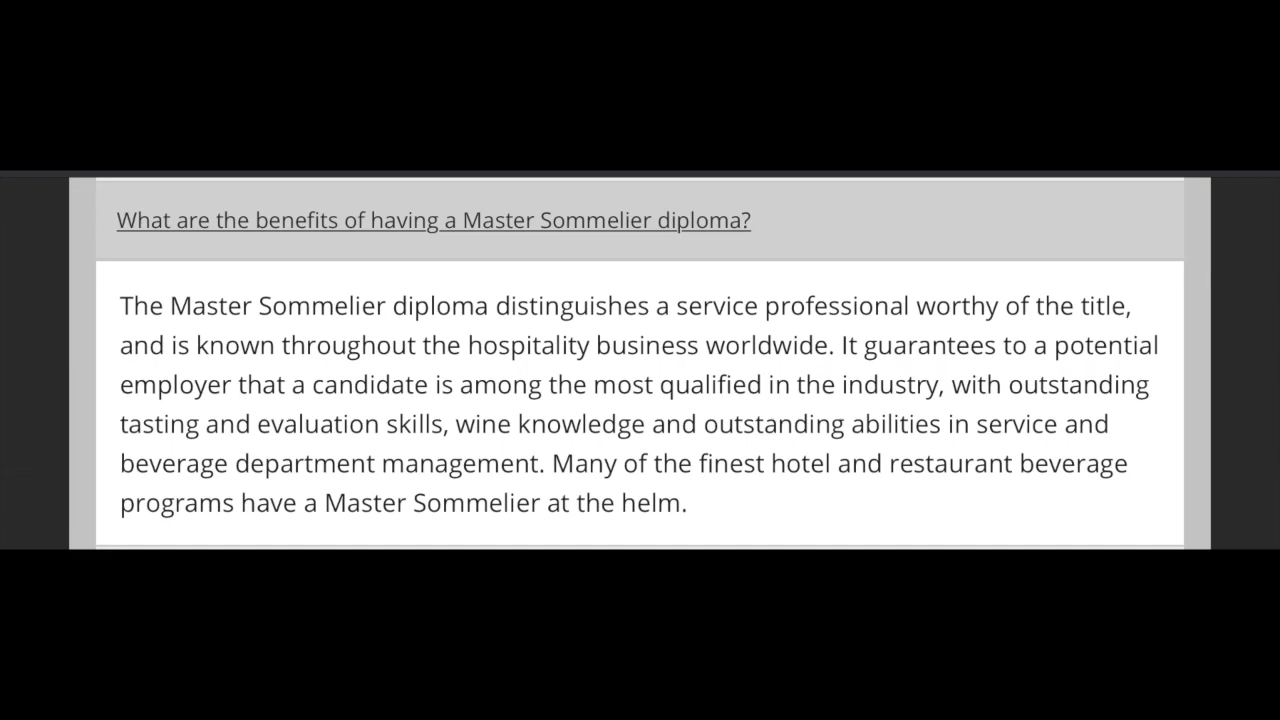 What are the benefits of having a Master Sommelier diploma?
The Master Sommelier diploma distinguishes a service professional worthy of the title,
and is known throughout the hospitality business worldwide. It guarantees to a potential
employer that a candidate is among the most qualified in the industry, with outstanding
tasting and evaluation skills, wine knowledge and outstanding abilities in service and
beverage department management. Many of the finest hotel and restaurant beverage
programs have a Master Sommelier at the helm.